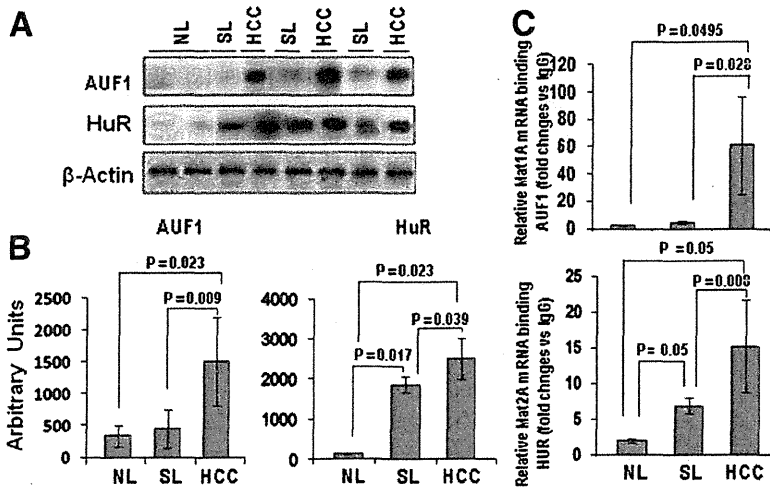 A
NL SL HCC SL HCC SL HCC
AUF1
HuR
β-Actin
B
AUF1
Arbitrary Units
2500
2000
1500
1000
500
0
P=0.023
P=0.009
NL SL HCC
HuR
4000
3000
2000
1000
0
P=0.023
P=0.017
P=0.039
NL SL HCC
C
Relative Mat1A mRNA binding
AUF1 (fold chnges vs IgG)
120
100
80
60
40
20
0
P=0.0495
P=0.028
Relative Mat2A mRNA binding
HUR (fold chnges vs IgG)
25
20
15
10
5
0
P=0.05
P= 0.05
P=0.008
NL SL HCC